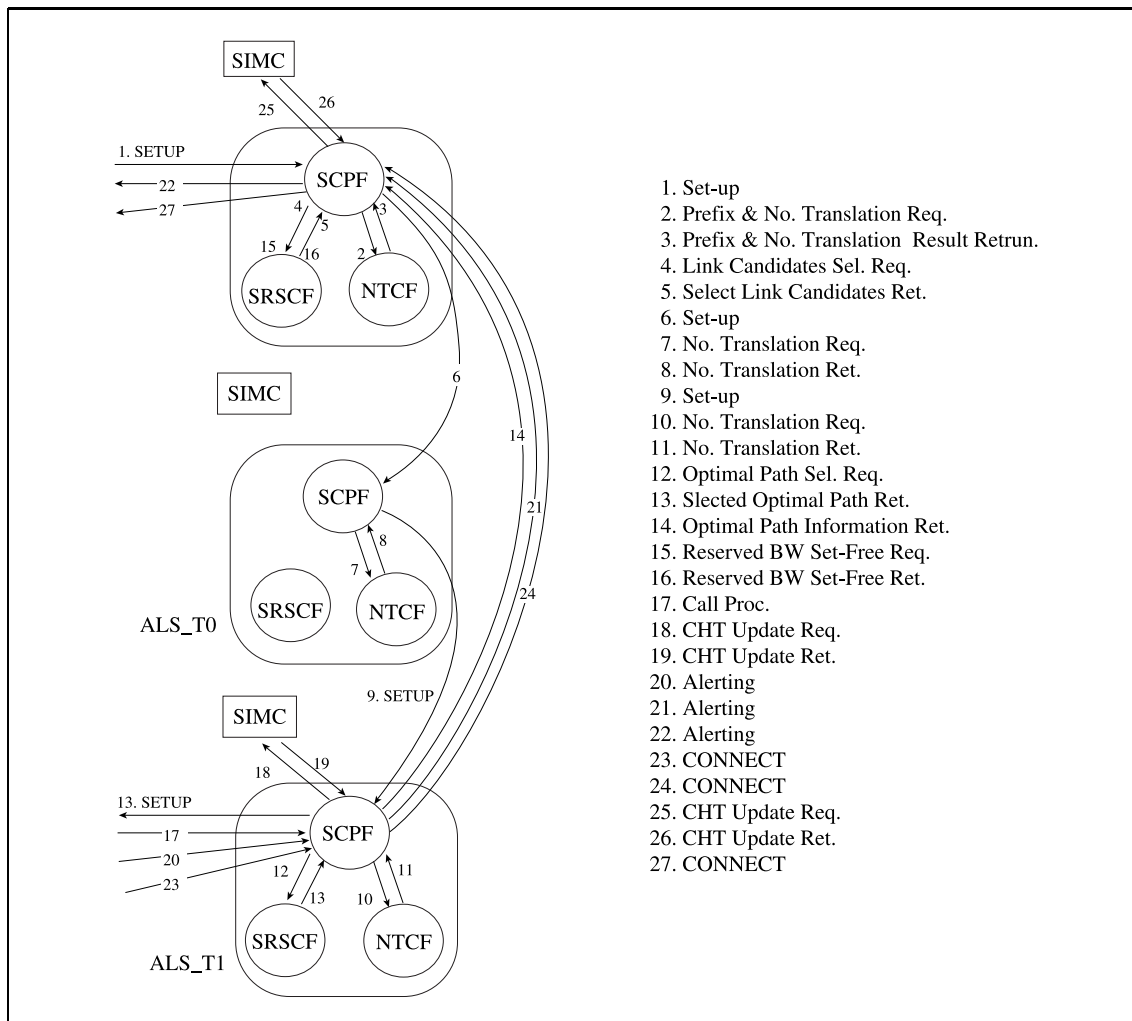 SIMC
25
26
1. SETUP
22
27
SCPF
4
5
3
15
16
2
SRSCF
NTCF
6
SIMC
14
SCPF
21
8
7
24
SRSCF
NTCF
ALS_T0
9. SETUP
SIMC
18
19
13. SETUP
17
20
23
SCPF
12
13
11
10
SRSCF
NTCF
ALS_T1
1. Set-up
2. Prefix & No. Translation Req.
3. Prefix & No. Translation Result Retrun.
4. Link Candidates Sel. Req.
5. Select Link Candidates Ret.
6. Set-up
7. No. Translation Req.
8. No. Translation Ret.
9. Set-up
10. No. Translation Req.
11. No. Translation Ret.
12. Optimal Path Sel. Req.
13. Slected Optimal Path Ret.
14. Optimal Path Information Ret.
15. Reserved BW Set-Free Req.
16. Reserved BW Set-Free Ret.
17. Call Proc.
18. CHT Update Req.
19. CHT Update Ret.
20. Alerting
21. Alerting
22. Alerting
23. CONNECT
24. CONNECT
25. CHT Update Req.
26. CHT Update Ret.
27. CONNECT